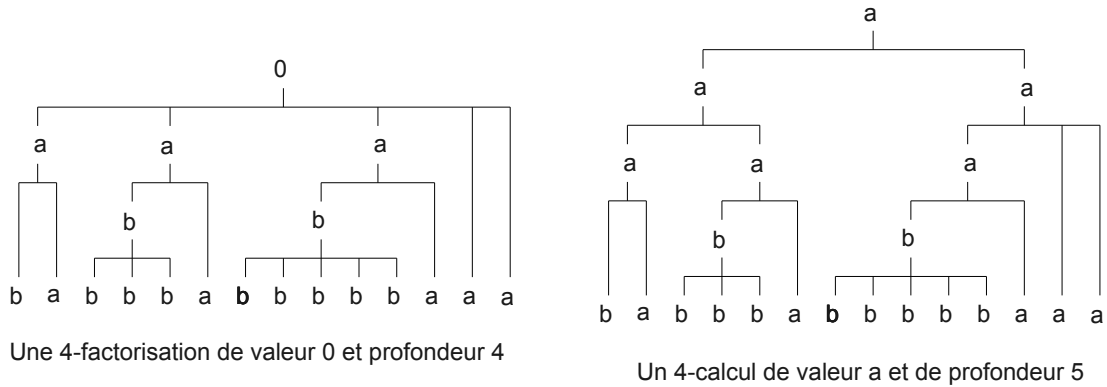 0
a a a
b b
b a b b b a b b b b b a a a
Une 4-factorisation de valeur 0 et profondeur 4
a
a a
a a a
b b
b a b b b a b b b b b a a a
Un 4-calcul de valeur a et de profondeur 5